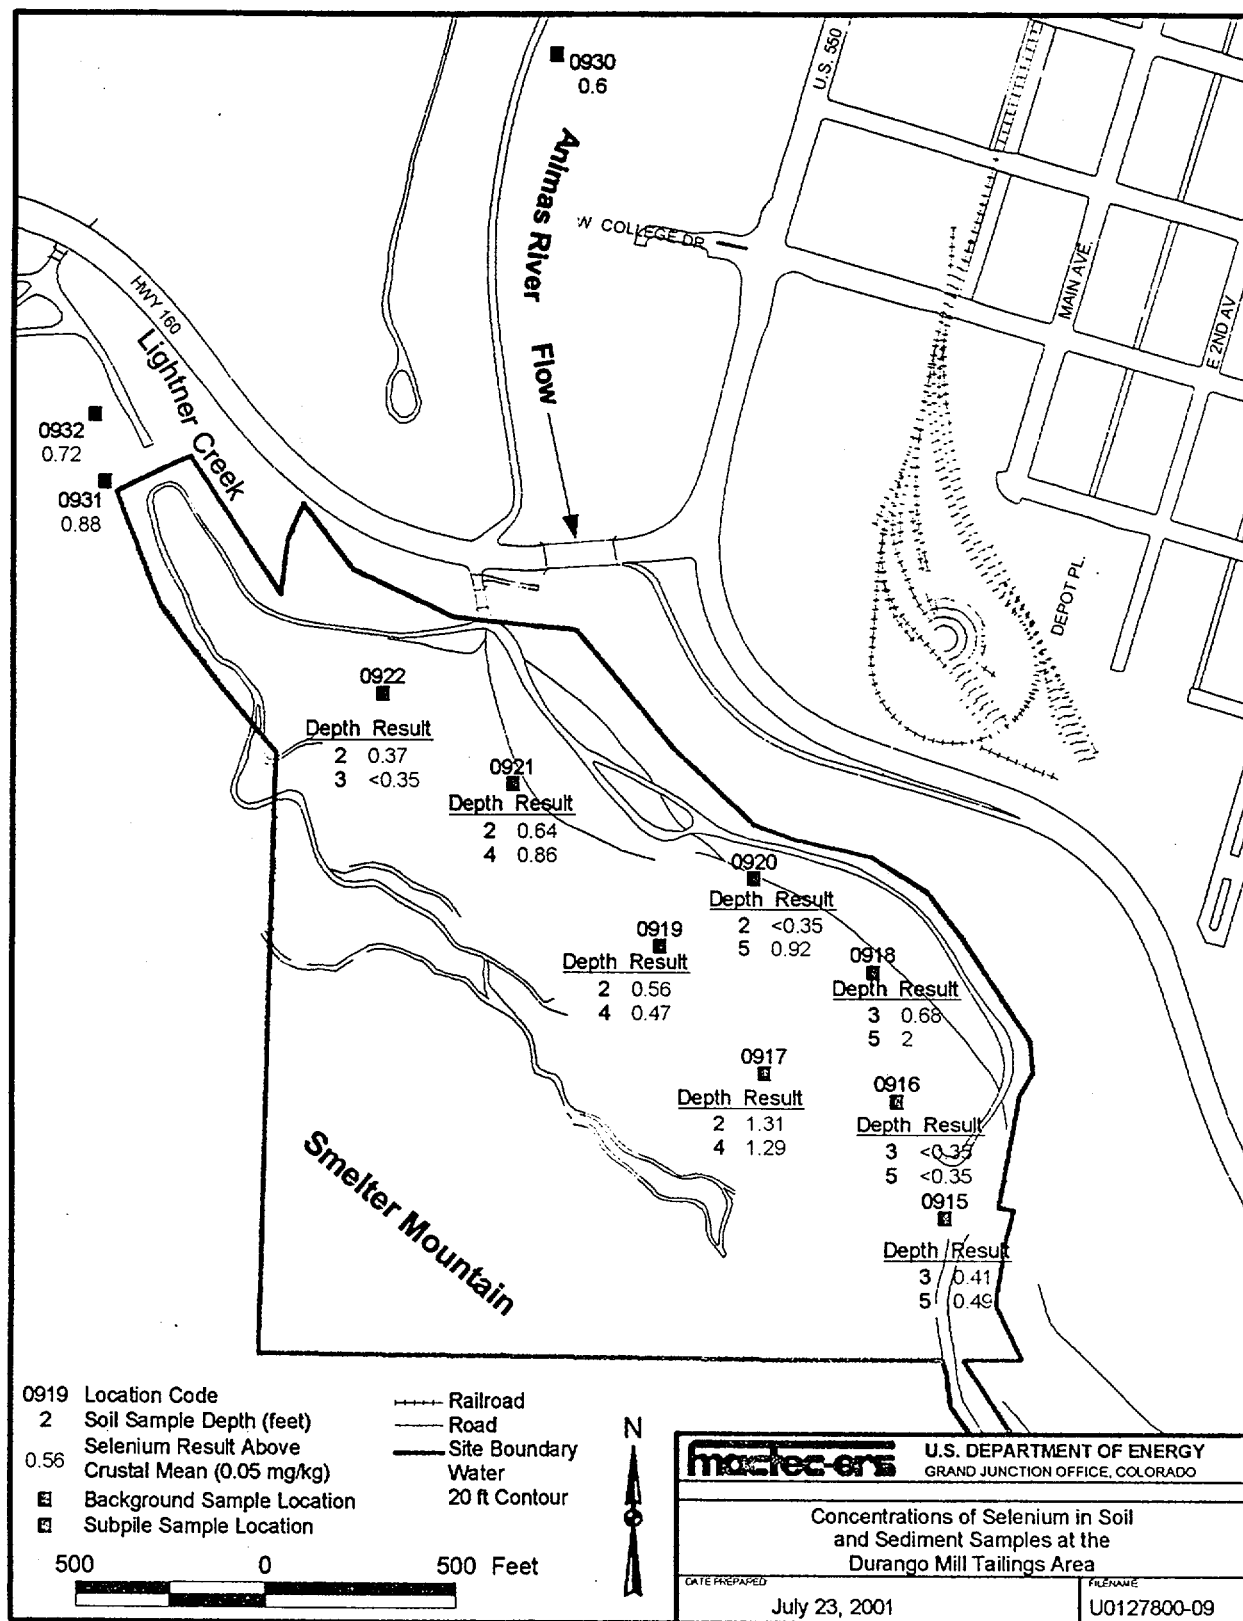 0930
0.6
U.S. 550
Animas River Flow
W COLLEGE DR
MAIN AVE.
E 2ND AV
HWY 160
Lightner Creek
0932
0.72
0931
0.88
DEPOT PL.
0922
Depth Result
2 0.37
3 <0.35
0921
Depth Result
2 0.64
4 0.86
0920
Depth Result
2 <0.35
5 0.92
0919
Depth Result
2 0.56
4 0.47
0918
Depth Result
3 0.68
5 2
0917
Depth Result
2 1.31
4 1.29
0916
Depth Result
3 <0.35
5 <0.35
0915
Depth Result
3 0.41
5 0.49
Smelter Mountain
0919 Location Code
2 Soil Sample Depth (feet)
0.56 Selenium Result Above
Crustal Mean (0.05 mg/kg)
Background Sample Location
Subpile Sample Location
Railroad
Road
Site Boundary
Water
20 ft Contour
N
500 0 500 Feet
mactec-ers
U.S. DEPARTMENT OF ENERGY
GRAND JUNCTION OFFICE, COLORADO
Concentrations of Selenium in Soil
and Sediment Samples at the
Durango Mill Tailings Area
DATE PREPARED
July 23, 2001
FILENAME
U0127800-09